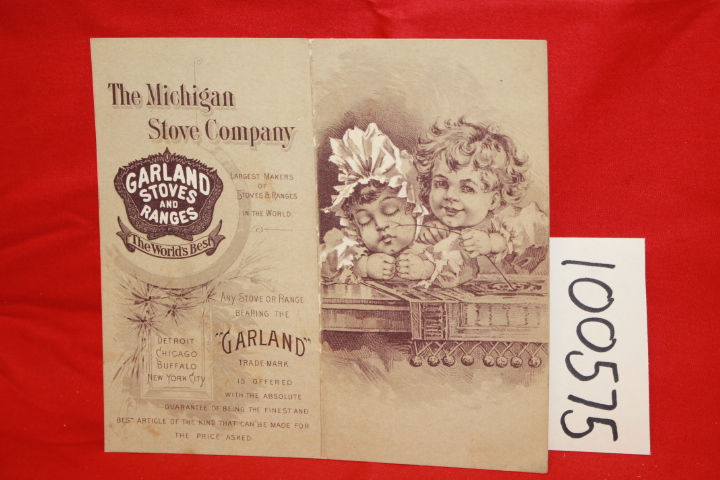 The Michigan
Stove Company
GARLAND
STOVES
AND
RANGES
The World's Best
LARGEST MAKERS
OF
STOVES & RANGES
IN THE WORLD.
ANY STOVE OR RANGE
BEARING THE
"GARLAND"
TRADE-MARK
IS OFFERED
WITH THE ABSOLUTE
GUARANTEE OF BEING THE FINEST AND
BEST ARTICLE OF THE KIND THAT CAN BE MADE FOR
THE PRICE ASKED.
DETROIT
CHICAGO
BUFFALO
NEW YORK CITY
100575